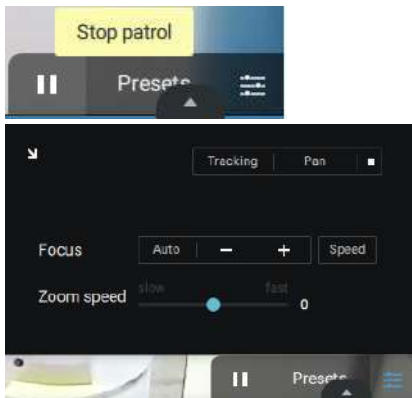 Stop patrol
Presets
Tracking Pan
Focus Auto − + Speed
slow fast
Zoom speed 0
Presets